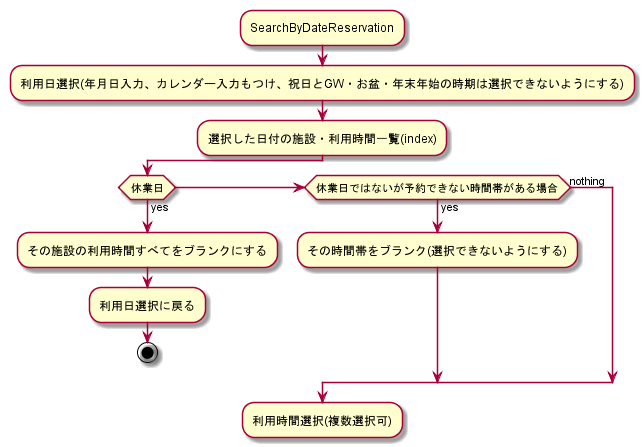 SearchByDateReservation
利用日選択(年月日入力、カレンダー入力もつけ、祝日とGW・お盆・年末年始の時期は選択できないようにする)
選択した日付の施設・利用時間一覧(index)
休業日
休業日ではないが予約できない時間帯がある場合
nothing
yes
yes
その施設の利用時間すべてをブランクにする
その時間帯をブランク(選択できないようにする)
利用日選択に戻る
利用時間選択(複数選択可)